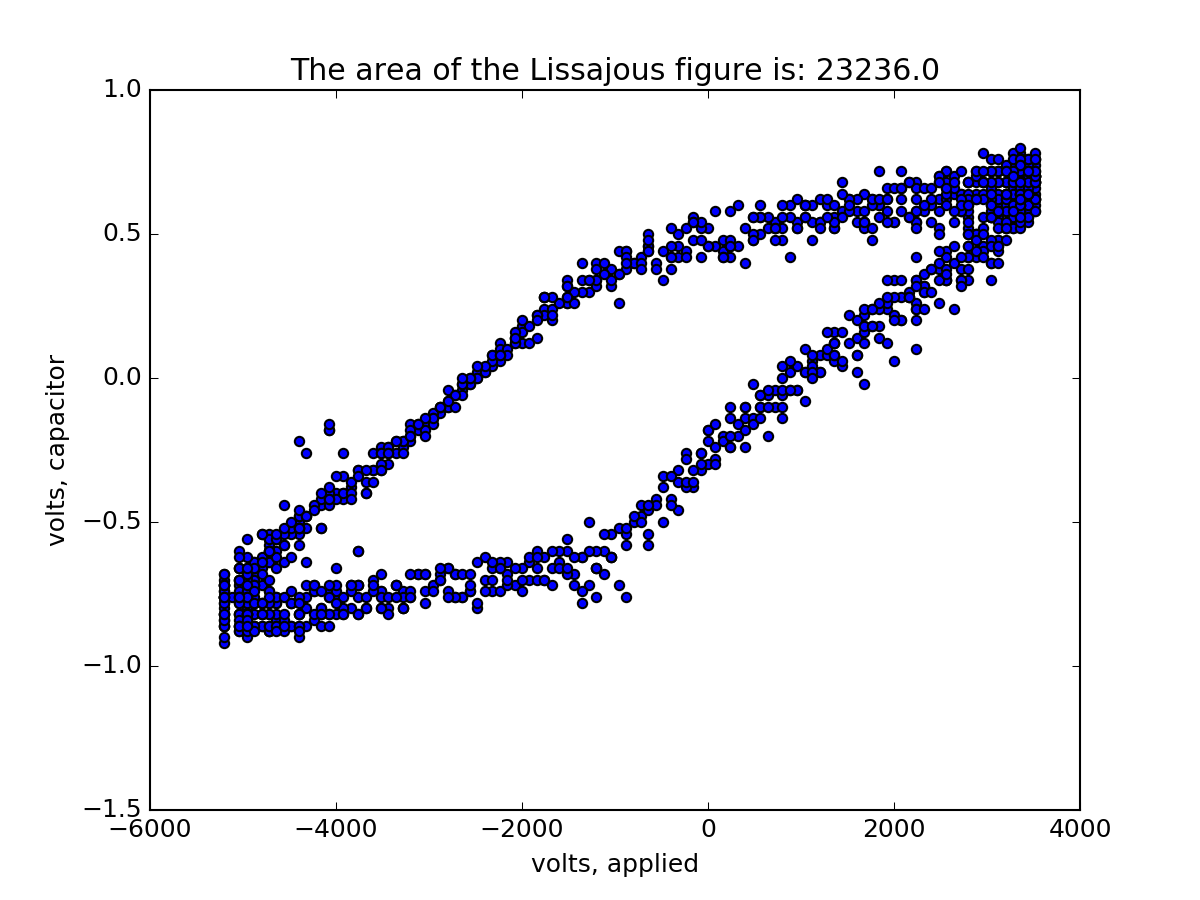 The area of the Lissajous figure is: 23236.0
1.0
0.5
0.0
−0.5
−1.0
−1.5
volts, capacitor
−6000 −4000 −2000 0 2000 4000
volts, applied